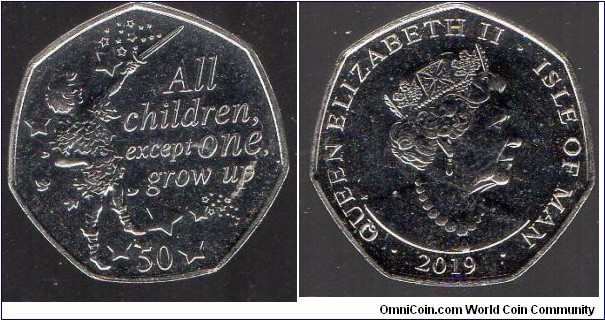 All
children,
except one,
grow up
50
QUEEN ELIZABETH II · ISLE OF MAN
· 2019 ·
OmniCoin.com World Coin Community